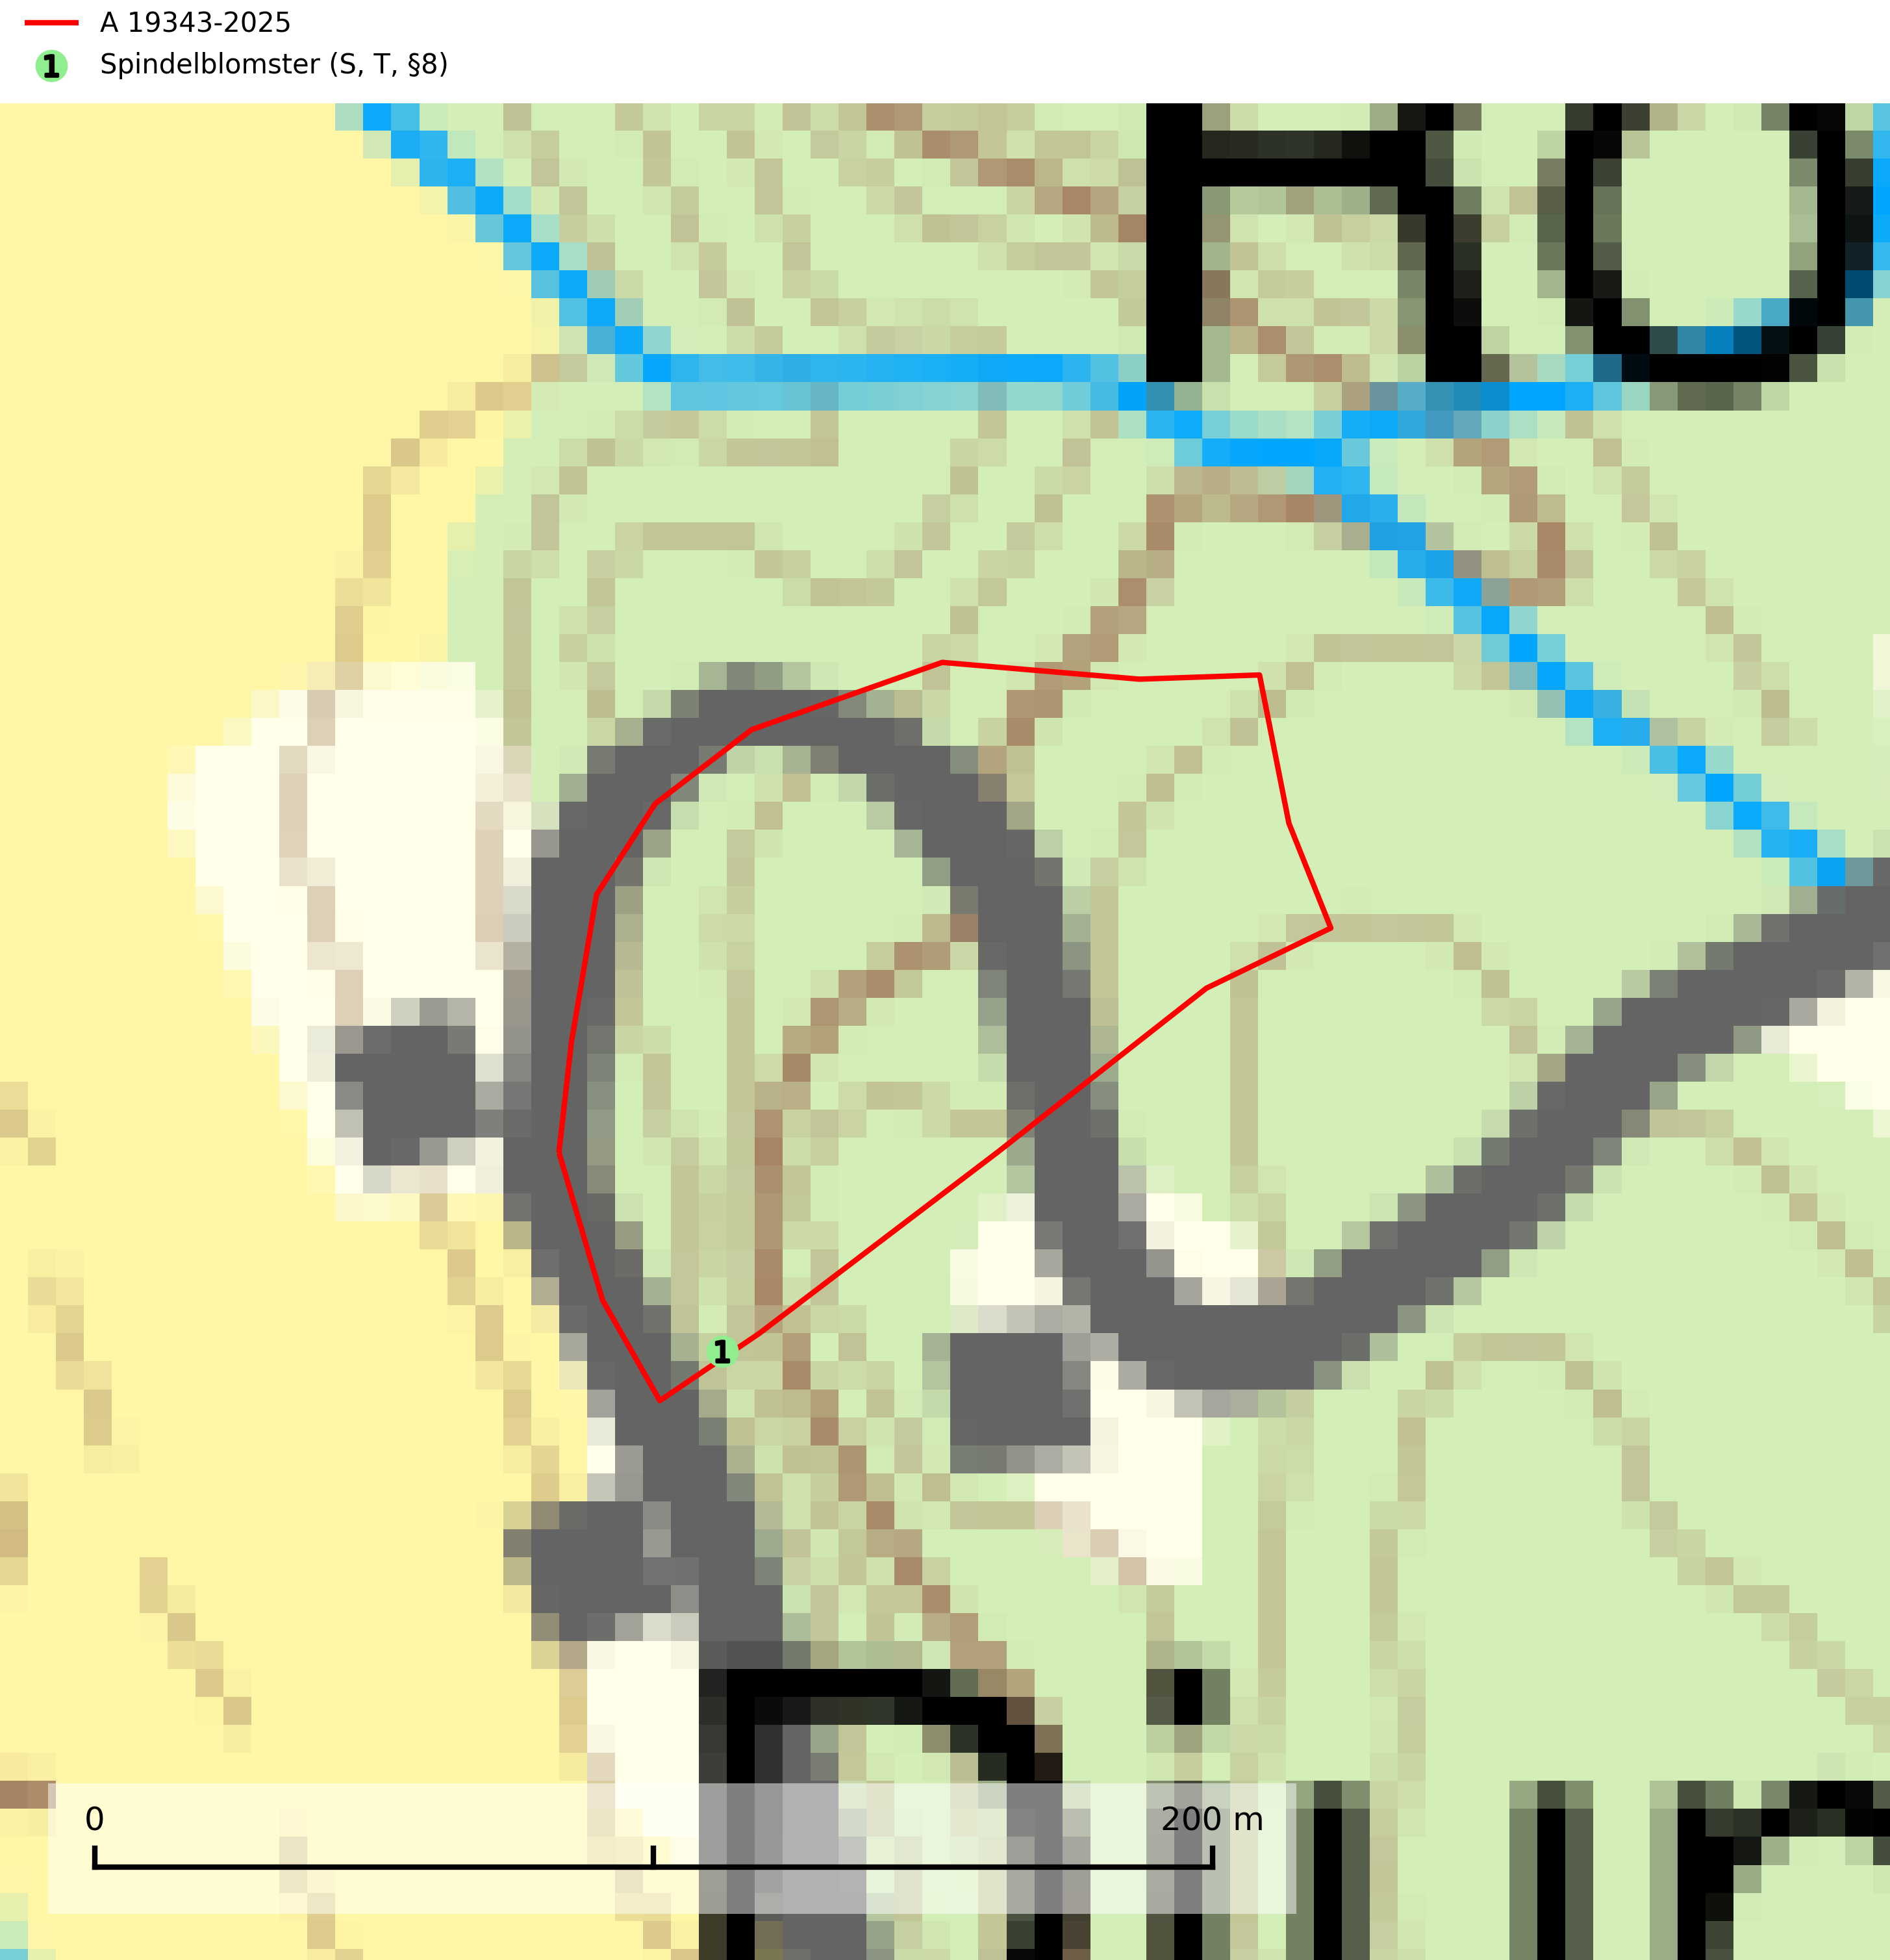 A 19343-2025
1 Spindelblomster (S, T, §8)
1
0 200 m